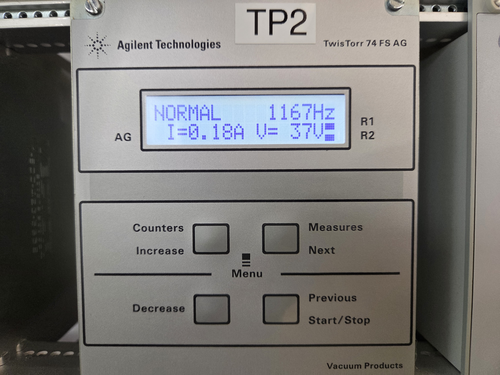 TP2
Agilent Technologies
TwisTorr 74 FS AG
NORMAL 1167Hz
I=0.18A V= 37V
AG
R1
R2
Counters
Increase
Measures
Next
Menu
Decrease
Previous
Start/Stop
Vacuum Products